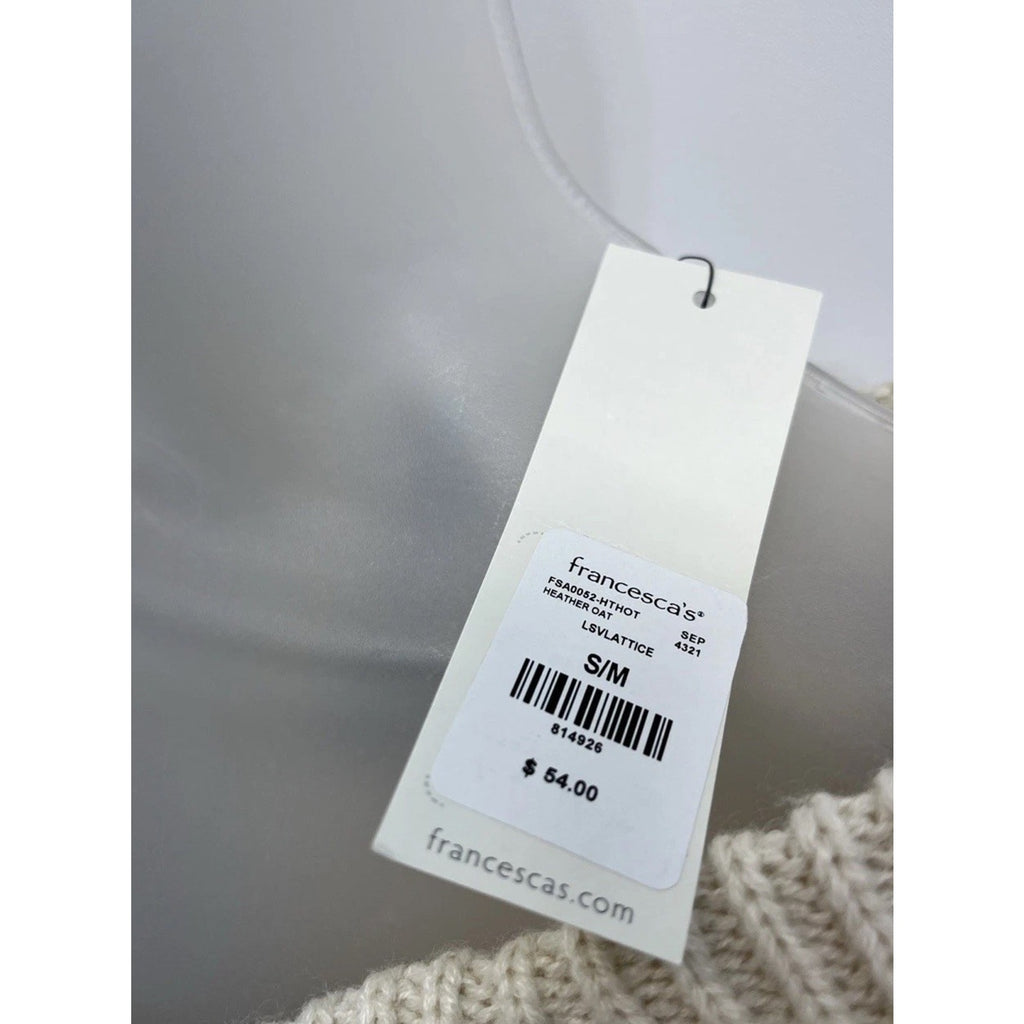 francesca's®
FSA0052-HTHOT
HEATHER OAT
SEP
LSVLATTICE
4321
S/M
814926
$ 54.00
francescas.com